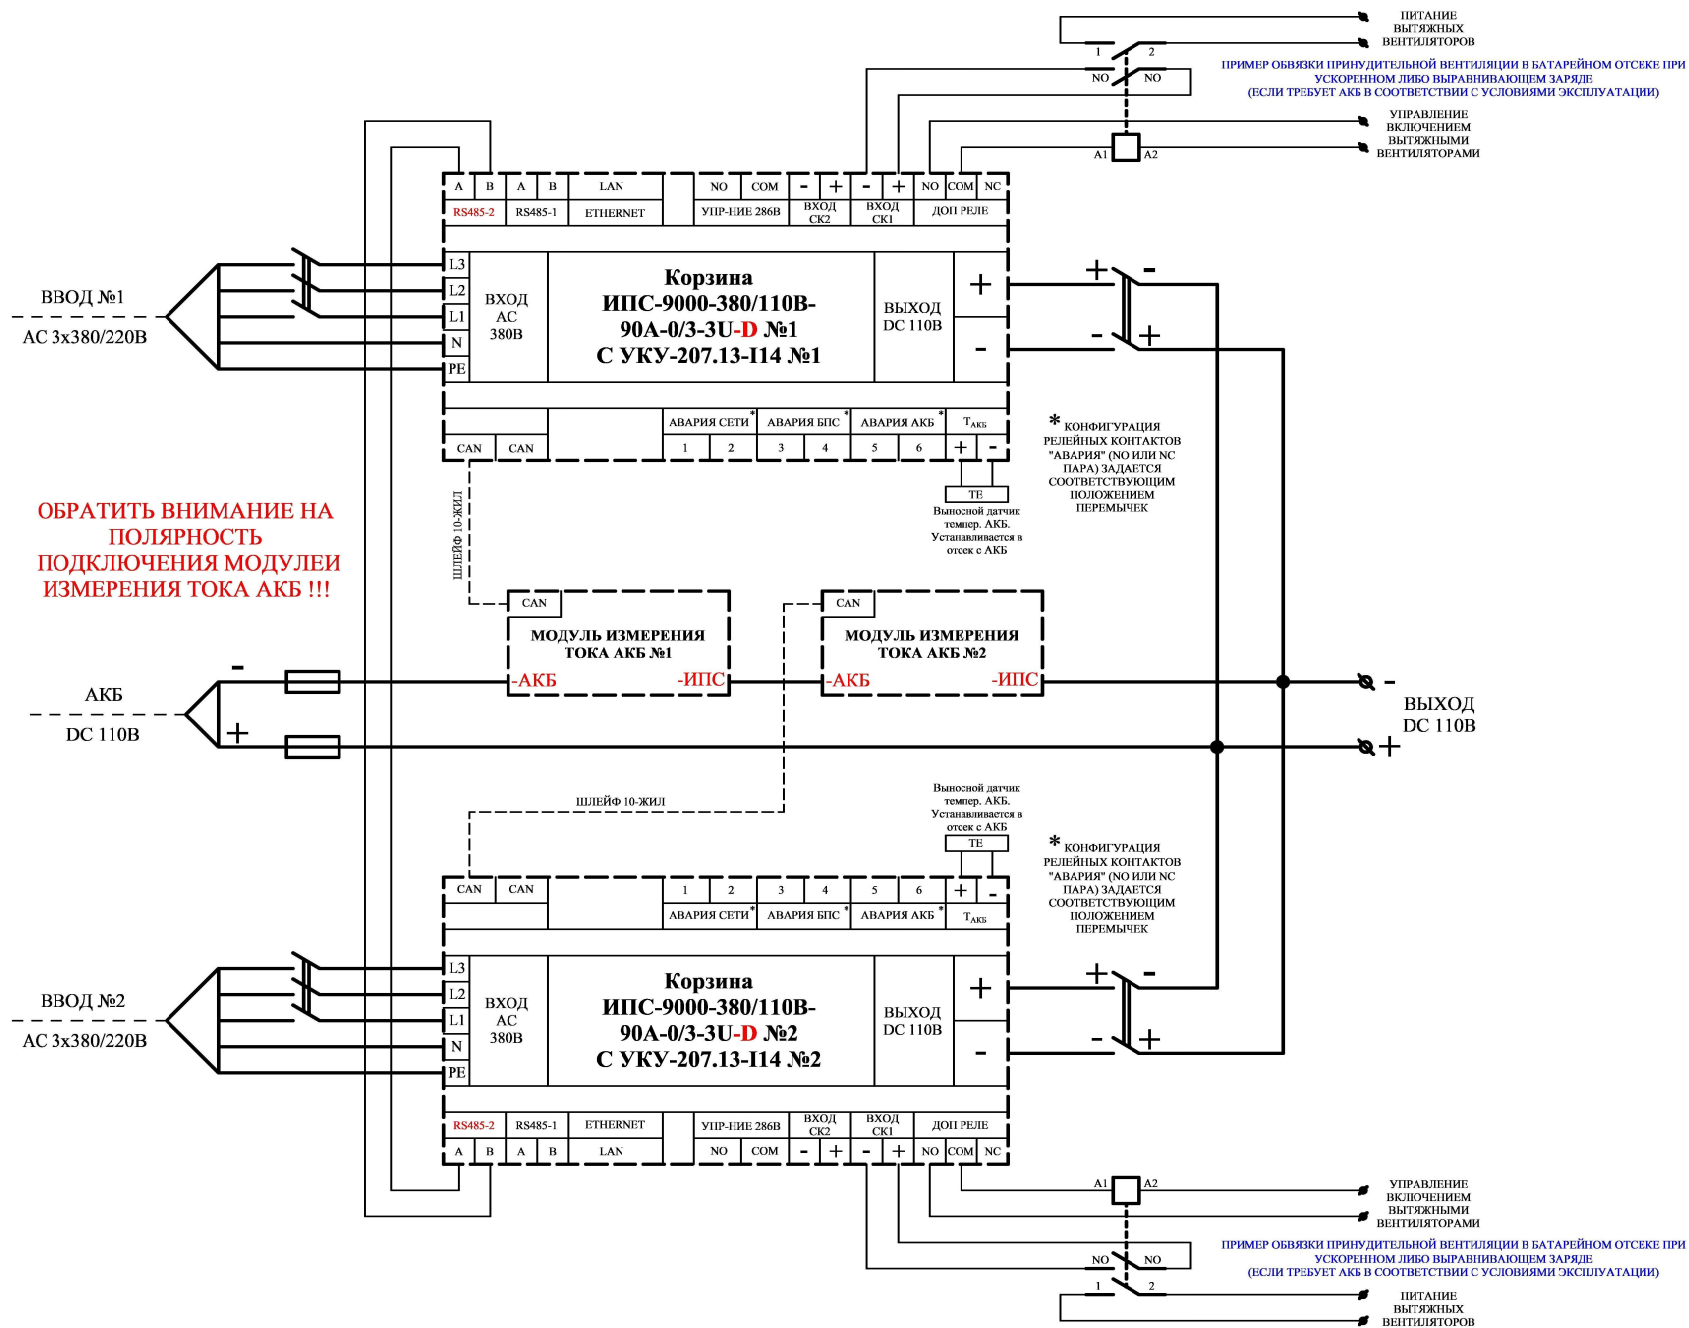 ПИТАНИЕ
ВЫТЯЖНЫХ
ВЕНТИЛЯТОРОВ
1 2
NO NO
ПРИМЕР ОБВЯЗКИ ПРИНУДИТЕЛЬНОЙ ВЕНТИЛЯЦИИ В БАТАРЕЙНОМ ОТСЕКЕ ПРИ
УСКОРЕННОМ ЛИБО ВЫРАВНИВАЮЩЕМ ЗАРЯДЕ
(ЕСЛИ ТРЕБУЕТ АКБ В СООТВЕТСТВИИ С УСЛОВИЯМИ ЭКСПЛУАТАЦИИ)
УПРАВЛЕНИЕ
ВКЛЮЧЕНИЕМ
ВЫТЯЖНЫМИ
ВЕНТИЛЯТОРАМИ
A1 A2
A B A B LAN NO COM - + - + NO COM NC
RS485-2 RS485-1 ETHERNET УПР-НИЕ 286В ВХОД СК2 ВХОД СК1 ДОП РЕЛЕ
ВВОД №1
АС 3х380/220В
L3
L2
L1
N
PE
ВХОД
АС
380В
Корзина
ИПС-9000-380/110В-
90А-0/3-3U-D №1
С УКУ-207.13-I14 №1
ВЫХОД
DC 110В
+
-
+ -
- +
АВАРИЯ СЕТИ* АВАРИЯ БПС* АВАРИЯ АКБ* TАКБ
CAN CAN 1 2 3 4 5 6 + -
TE
Выносной датчик
темпер. АКБ.
Устанавливается в
отсек с АКБ
* КОНФИГУРАЦИЯ
РЕЛЕЙНЫХ КОНТАКТОВ
"АВАРИЯ" (NO ИЛИ NC
ПАРА) ЗАДАЕТСЯ
СООТВЕТСТВУЮЩИМ
ПОЛОЖЕНИЕМ
ПЕРЕМЫЧЕК
ШЛЕЙФ 10-ЖИЛ
ОБРАТИТЬ ВНИМАНИЕ НА
ПОЛЯРНОСТЬ
ПОДКЛЮЧЕНИЯ МОДУЛЕЙ
ИЗМЕРЕНИЯ ТОКА АКБ !!!
CAN
МОДУЛЬ ИЗМЕРЕНИЯ
ТОКА АКБ №1
-АКБ -ИПС
CAN
МОДУЛЬ ИЗМЕРЕНИЯ
ТОКА АКБ №2
-АКБ -ИПС
АКБ
DC 110В
-
+
-
+
ВЫХОД
DC 110В
ШЛЕЙФ 10-ЖИЛ
Выносной датчик
темпер. АКБ.
Устанавливается в
отсек с АКБ
TE
* КОНФИГУРАЦИЯ
РЕЛЕЙНЫХ КОНТАКТОВ
"АВАРИЯ" (NO ИЛИ NC
ПАРА) ЗАДАЕТСЯ
СООТВЕТСТВУЮЩИМ
ПОЛОЖЕНИЕМ
ПЕРЕМЫЧЕК
CAN CAN 1 2 3 4 5 6 + -
АВАРИЯ СЕТИ* АВАРИЯ БПС* АВАРИЯ АКБ* TАКБ
ВВОД №2
АС 3х380/220В
L3
L2
L1
N
PE
ВХОД
АС
380В
Корзина
ИПС-9000-380/110В-
90А-0/3-3U-D №2
С УКУ-207.13-I14 №2
ВЫХОД
DC 110В
+
-
+ -
- +
RS485-2 RS485-1 ETHERNET УПР-НИЕ 286В ВХОД СК2 ВХОД СК1 ДОП РЕЛЕ
A B A B LAN NO COM - + - + NO COM NC
A1 A2
УПРАВЛЕНИЕ
ВКЛЮЧЕНИЕМ
ВЫТЯЖНЫМИ
ВЕНТИЛЯТОРАМИ
ПРИМЕР ОБВЯЗКИ ПРИНУДИТЕЛЬНОЙ ВЕНТИЛЯЦИИ В БАТАРЕЙНОМ ОТСЕКЕ ПРИ
УСКОРЕННОМ ЛИБО ВЫРАВНИВАЮЩЕМ ЗАРЯДЕ
(ЕСЛИ ТРЕБУЕТ АКБ В СООТВЕТСТВИИ С УСЛОВИЯМИ ЭКСПЛУАТАЦИИ)
NO NO
1 2
ПИТАНИЕ
ВЫТЯЖНЫХ
ВЕНТИЛЯТОРОВ